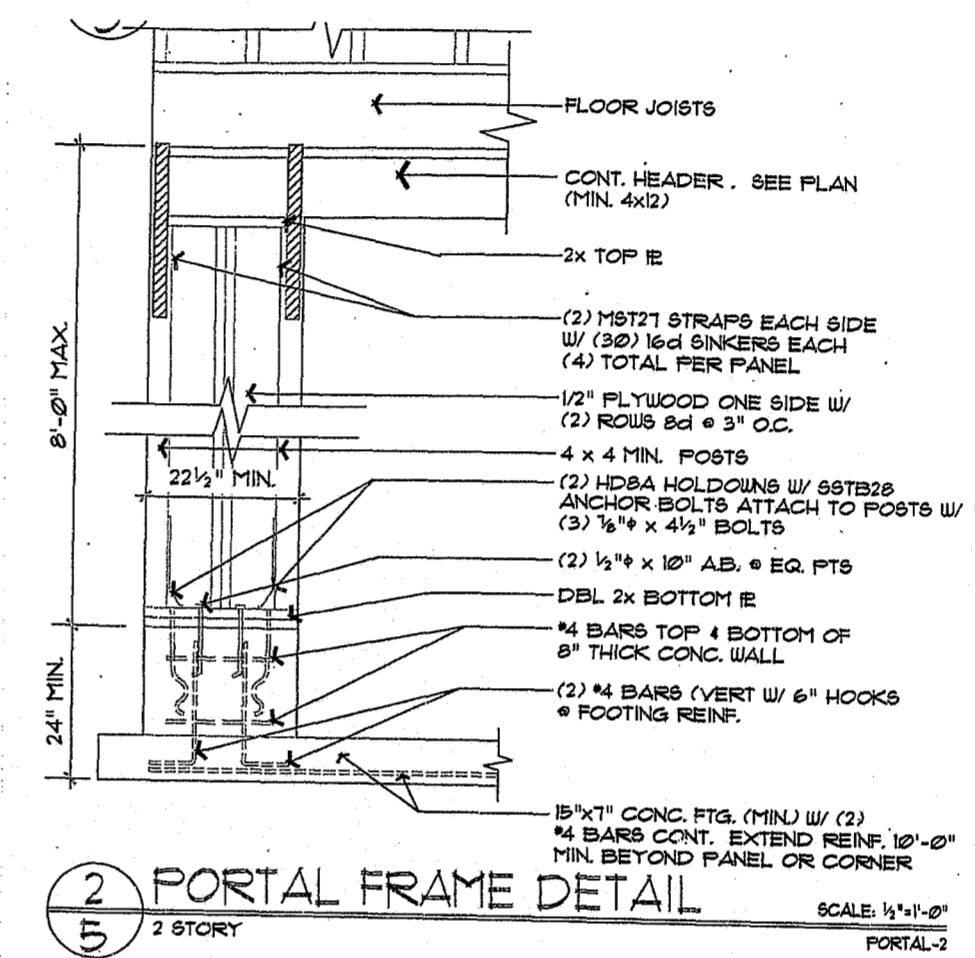 FLOOR JOISTS
CONT. HEADER . SEE PLAN
(MIN. 4x12)
2x TOP PL
(2) MST27 STRAPS EACH SIDE
W/ (30) 16d SINKERS EACH
(4) TOTAL PER PANEL
1/2" PLYWOOD ONE SIDE W/
(2) ROWS 8d @ 3" O.C.
4 x 4 MIN. POSTS
(2) HD8A HOLDOWNS W/ SSTB28
ANCHOR BOLTS ATTACH TO POSTS W/
(3) 7/8"ϕ x 4 1/2" BOLTS
(2) 1/2"ϕ x 10" A.B. @ EQ. PTS
DBL 2x BOTTOM PL
#4 BARS TOP & BOTTOM OF
8" THICK CONC. WALL
(2) #4 BARS (VERT W/ 6" HOOKS
@ FOOTING REINF.
15"x7" CONC. FTG. (MIN.) W/ (2)
#4 BARS CONT. EXTEND REINF. 10'-0"
MIN. BEYOND PANEL OR CORNER
8'-0" MAX.
22 1/2" MIN.
24" MIN.
2
5
PORTAL FRAME DETAIL
2 STORY
SCALE: 1/2"=1'-0"
PORTAL-2